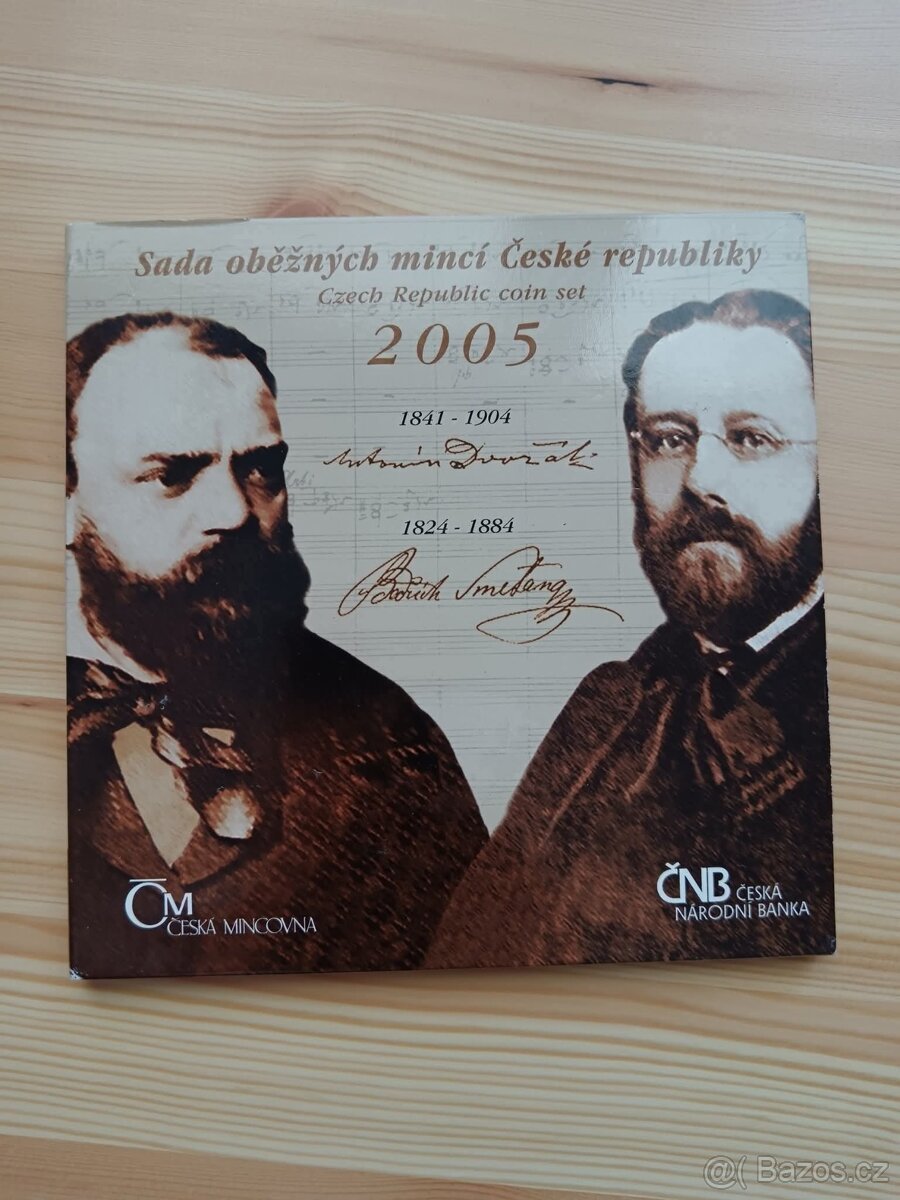 Sada oběžných mincí České republiky
Czech Republic coin set
2005
1841 - 1904
Antonín Dvořák
1824 - 1884
Bedřich Smetana
ČM
ČESKÁ MINCOVNA
ČNB ČESKÁ
NÁRODNÍ BANKA
@( Bazos.cz